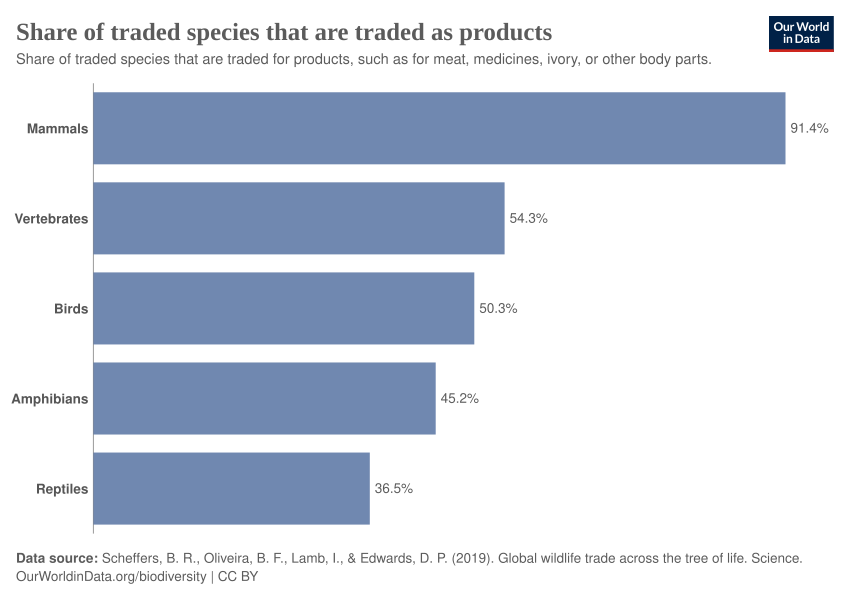 Share of traded species that are traded as products
Our World
in Data
Share of traded species that are traded for products, such as for meat, medicines, ivory, or other body parts.
Mammals
91.4%
Vertebrates
54.3%
Birds
50.3%
Amphibians
45.2%
Reptiles
36.5%
Data source: Scheffers, B. R., Oliveira, B. F., Lamb, I., & Edwards, D. P. (2019). Global wildlife trade across the tree of life. Science.
OurWorldinData.org/biodiversity | CC BY